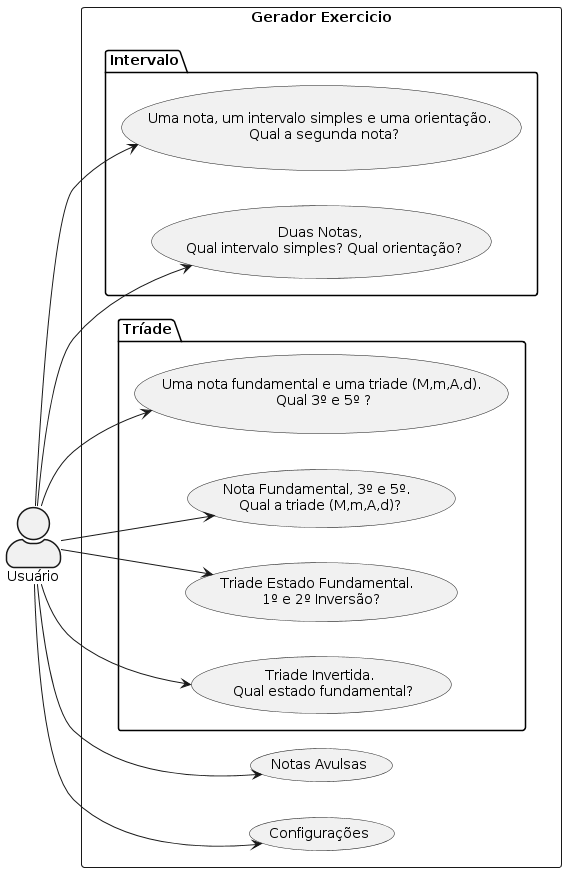 Gerador Exercicio
Intervalo
Uma nota, um intervalo simples e uma orientação.
Qual a segunda nota?
Duas Notas,
Qual intervalo simples? Qual orientação?
Tríade
Uma nota fundamental e uma triade (M,m,A,d).
Qual 3º e 5º ?
Nota Fundamental, 3º e 5º.
Qual a triade (M,m,A,d)?
Triade Estado Fundamental.
1º e 2º Inversão?
Triade Invertida.
Qual estado fundamental?
Usuário
Notas Avulsas
Configurações